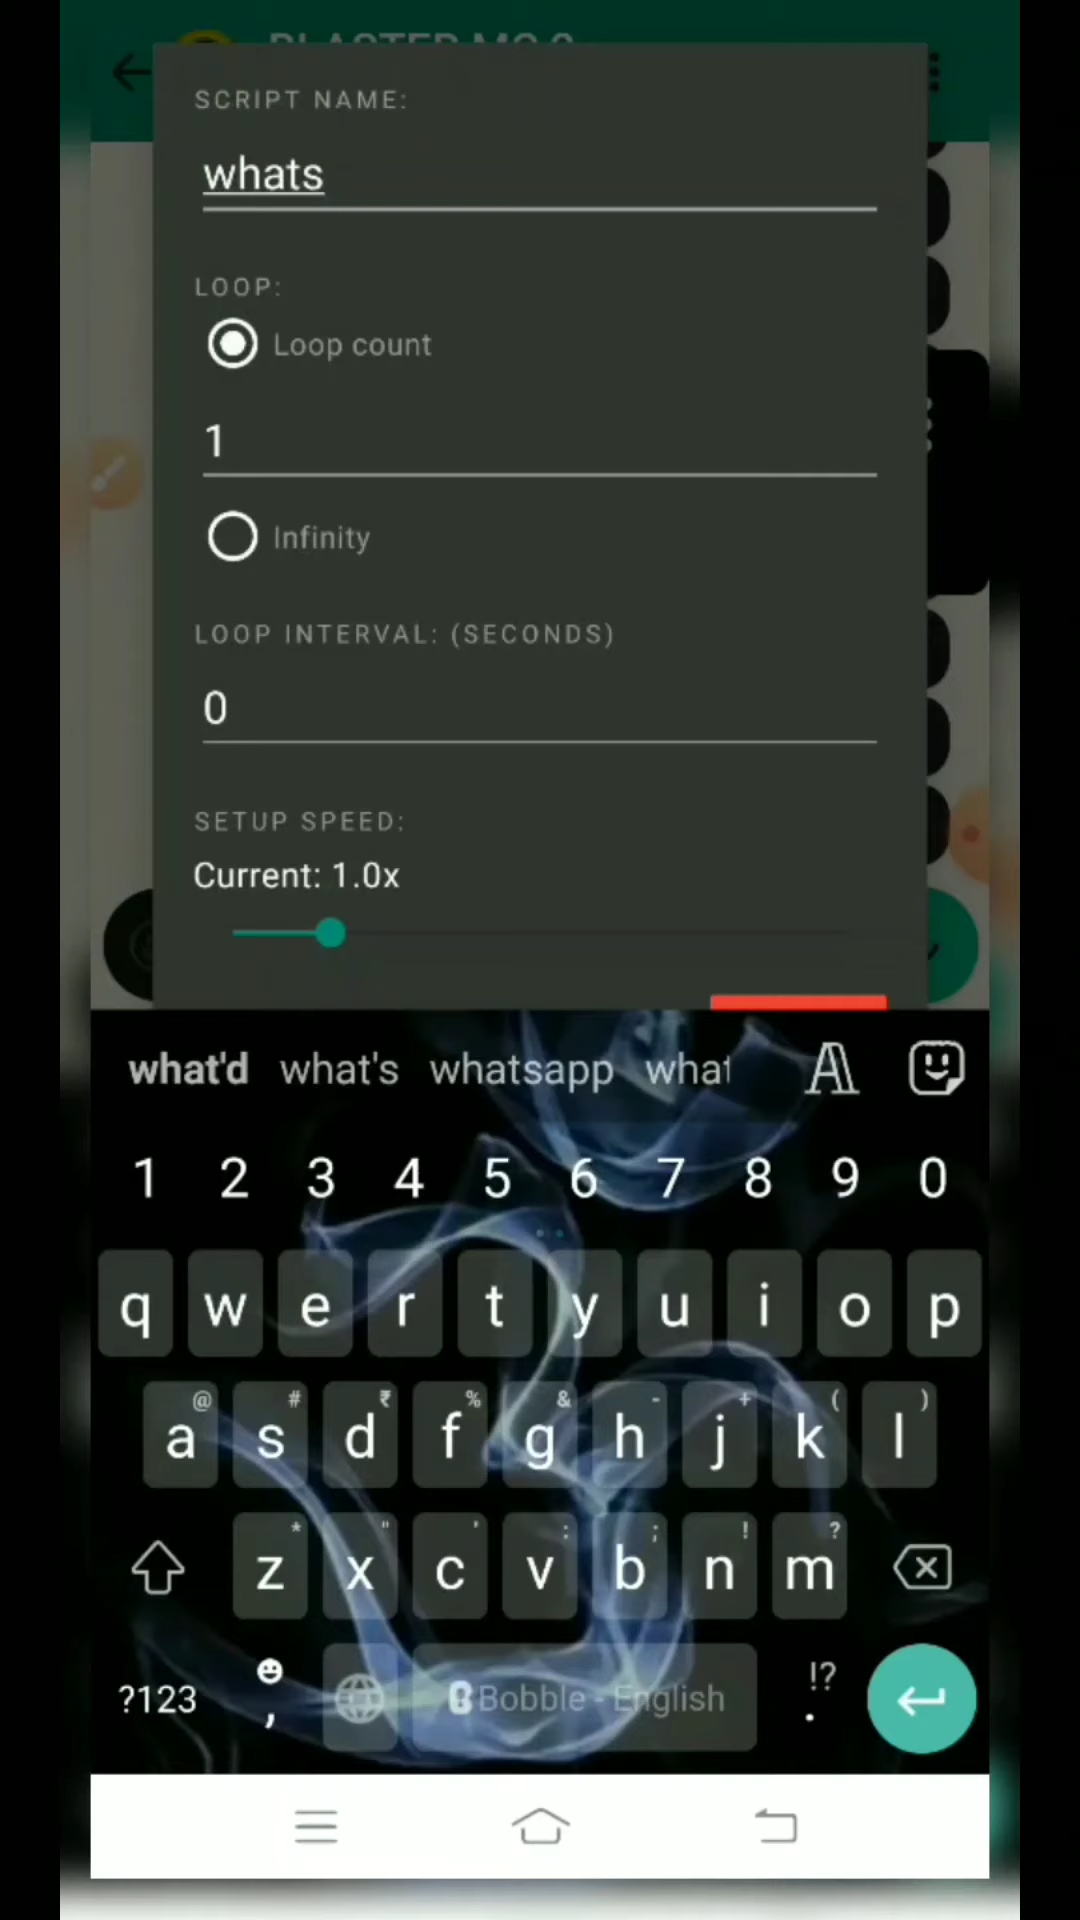 SCRIPT NAME:
whats
LOOP:
Loop count
1
Infinity
LOOP INTERVAL: (SECONDS)
0
SETUP SPEED:
Current: 1.0x
what'd what's whatsapp what
1 2 3 4 5 6 7 8 9 0
q w e r t y u i o p
@ # ₹ % & - + ( )
a s d f g h j k l
* " ' : ; ! ?
z x c v b n m
!?
?123 , Bobble - English .